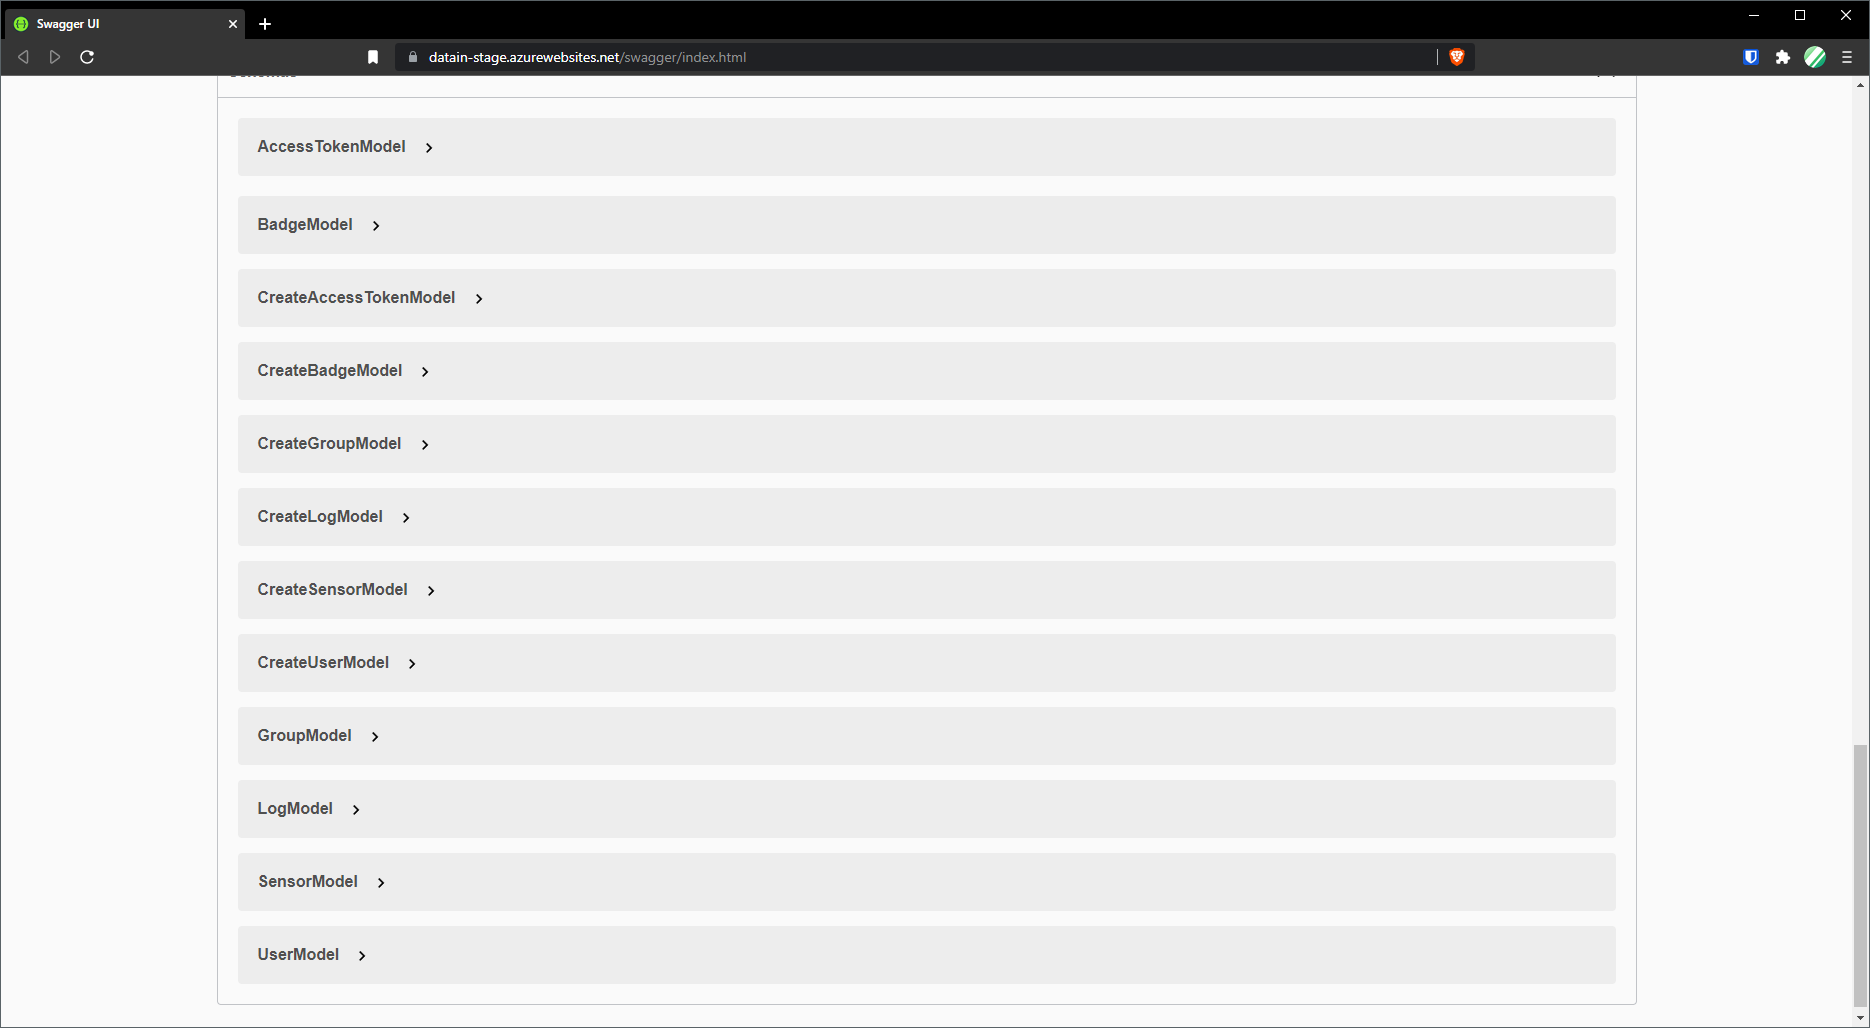 Swagger UI
datain-stage.azurewebsites.net/swagger/index.html
AccessTokenModel
BadgeModel
CreateAccessTokenModel
CreateBadgeModel
CreateGroupModel
CreateLogModel
CreateSensorModel
CreateUserModel
GroupModel
LogModel
SensorModel
UserModel